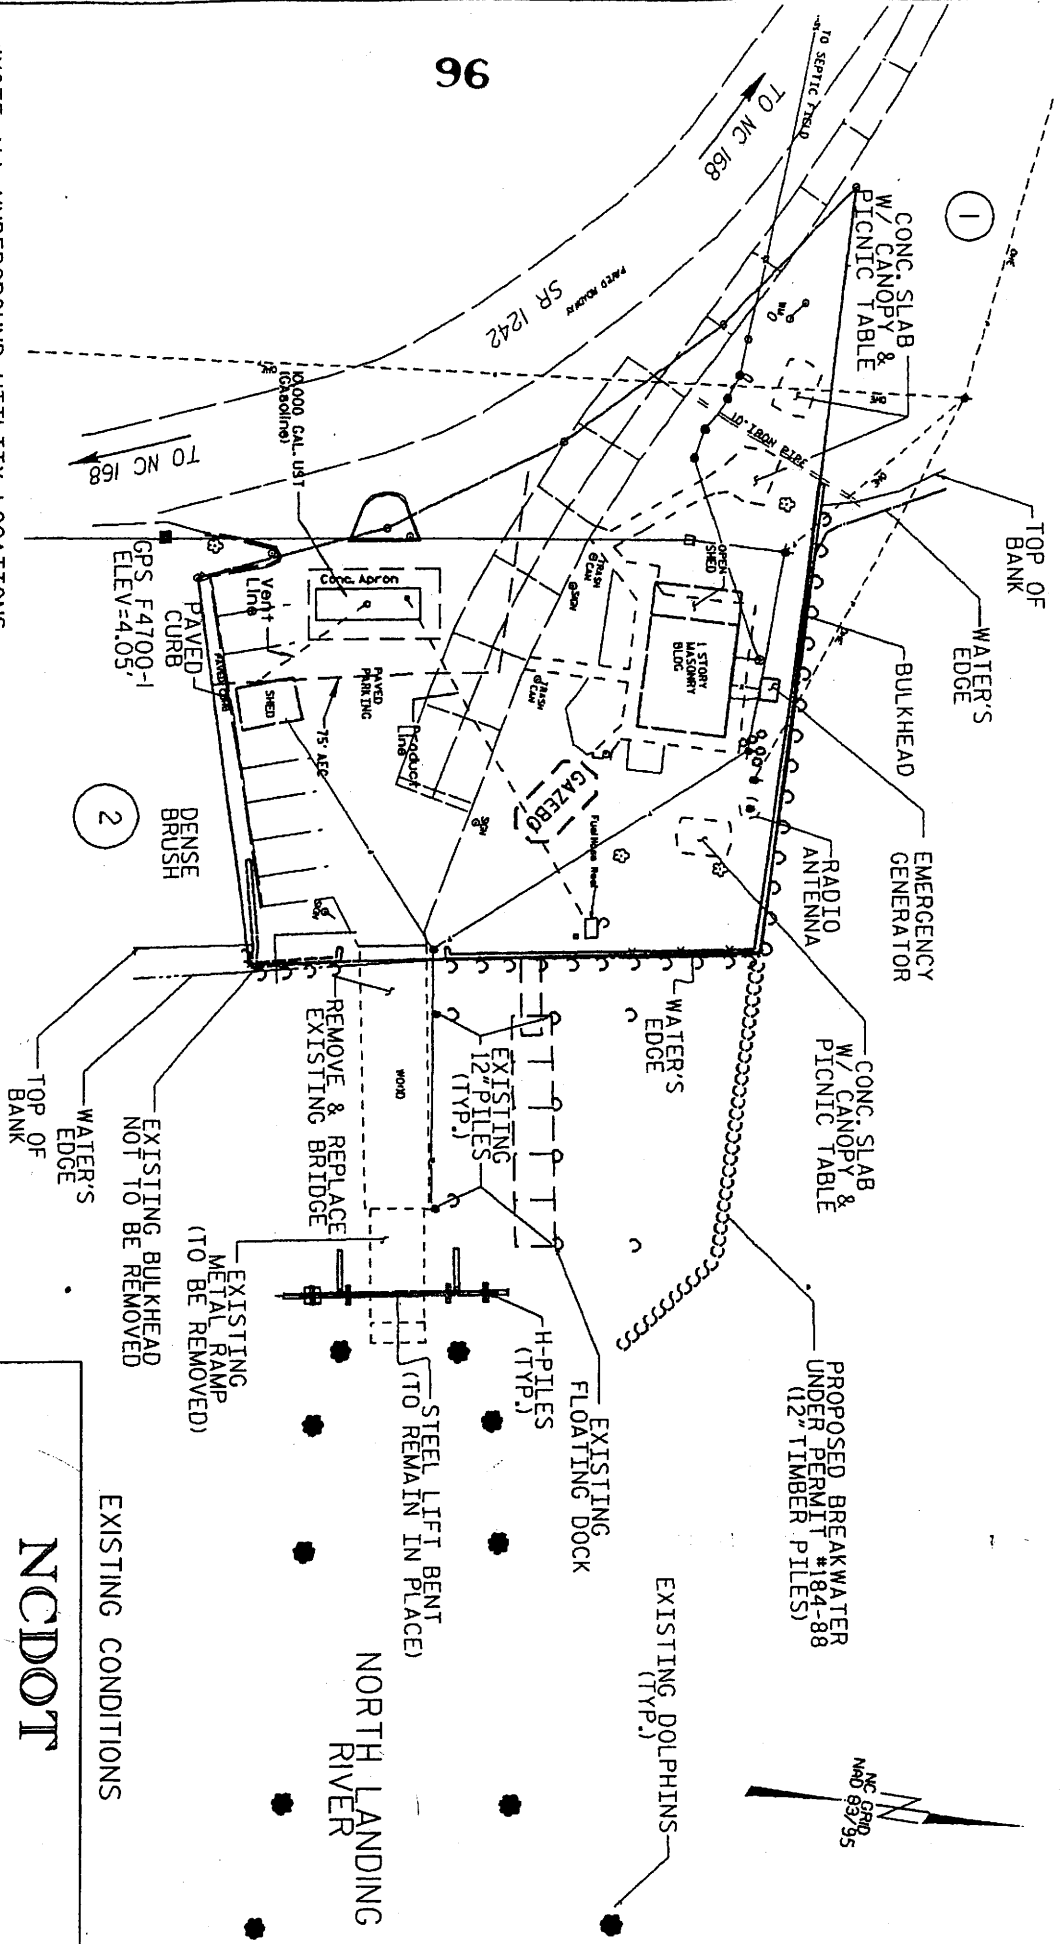 96
TO SEPTIC FIELD
TO NC 168
1
CONC. SLAB
W/ CANOPY &
PICNIC TABLE
PAVED ROADWAY
SR 1242
TO NC 168
10,000 GAL. UST
(GAsoline)
10" IRON PIPE
TOP OF
BANK
WATER'S
EDGE
BULKHEAD
EMERGENCY
GENERATOR
RADIO
ANTENNA
CONC. SLAB
W/ CANOPY &
PICNIC TABLE
OPEN
SHED
1 STORY
MASONRY
BLDG
TRASH
CAN
SIGN
TRASH
CAN
Conc. Apron
GPS F4700-1
ELEV=4.05'
PAVED
CURB
Vent
Line
SHED
PAVED
PARKING
75' AEC
Product
Line
GAZEBO
Fuel Hose Reel
SIGN
SIGN
2
DENSE
BRUSH
WATER'S
EDGE
EXISTING
12" PILES
(TYP.)
WOOD
REMOVE & REPLACE
EXISTING BRIDGE
EXISTING BULKHEAD
NOT TO BE REMOVED
WATER'S
EDGE
TOP OF
BANK
EXISTING
METAL RAMP
(TO BE REMOVED)
H-PILES
(TYP.)
STEEL LIFT BENT
(TO REMAIN IN PLACE)
EXISTING
FLOATING DOCK
PROPOSED BREAKWATER
UNDER PERMIT #184-88
(12" TIMBER PILES)
EXISTING DOLPHINS
(TYP.)
NORTH LANDING
RIVER
NC GRID
NAD 83/95
EXISTING CONDITIONS
NCDOT